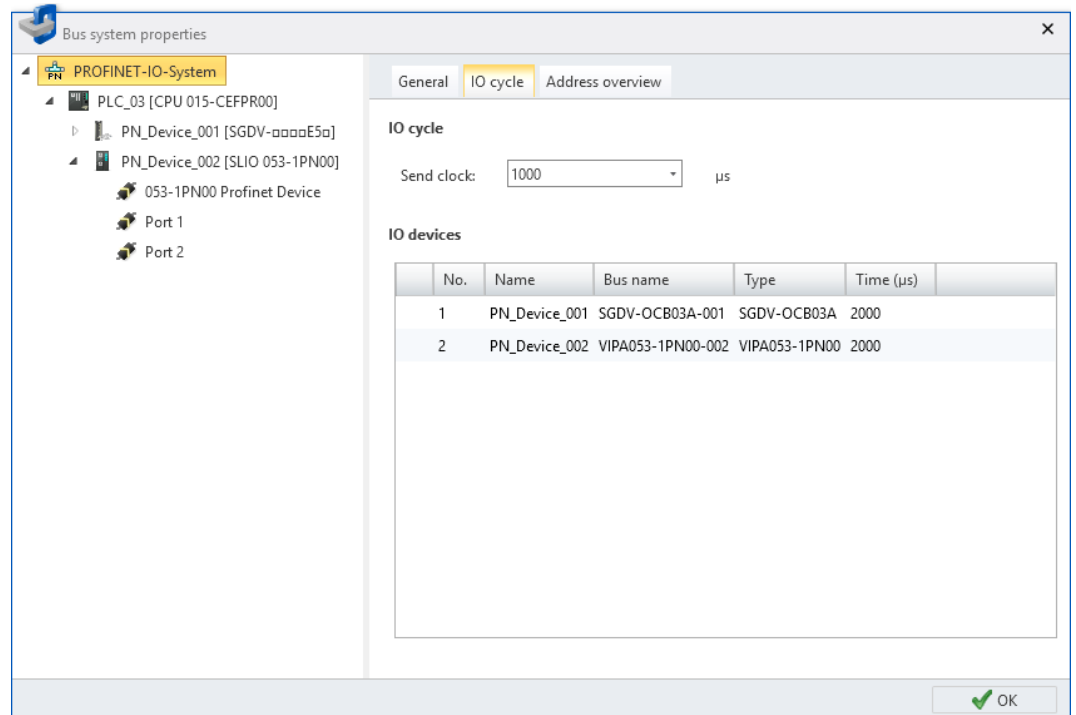 Bus system properties
PN
PROFINET-IO-System
PLC_03 [CPU 015-CEFPR00]
PN_Device_001 [SGDV-□□□□E5□]
PN_Device_002 [SLIO 053-1PN00]
053-1PN00 Profinet Device
Port 1
Port 2
General IO cycle Address overview
IO cycle
Send clock: 1000 µs
IO devices
No. Name Bus name Type Time (µs)
1 PN_Device_001 SGDV-OCB03A-001 SGDV-OCB03A 2000
2 PN_Device_002 VIPA053-1PN00-002 VIPA053-1PN00 2000
OK